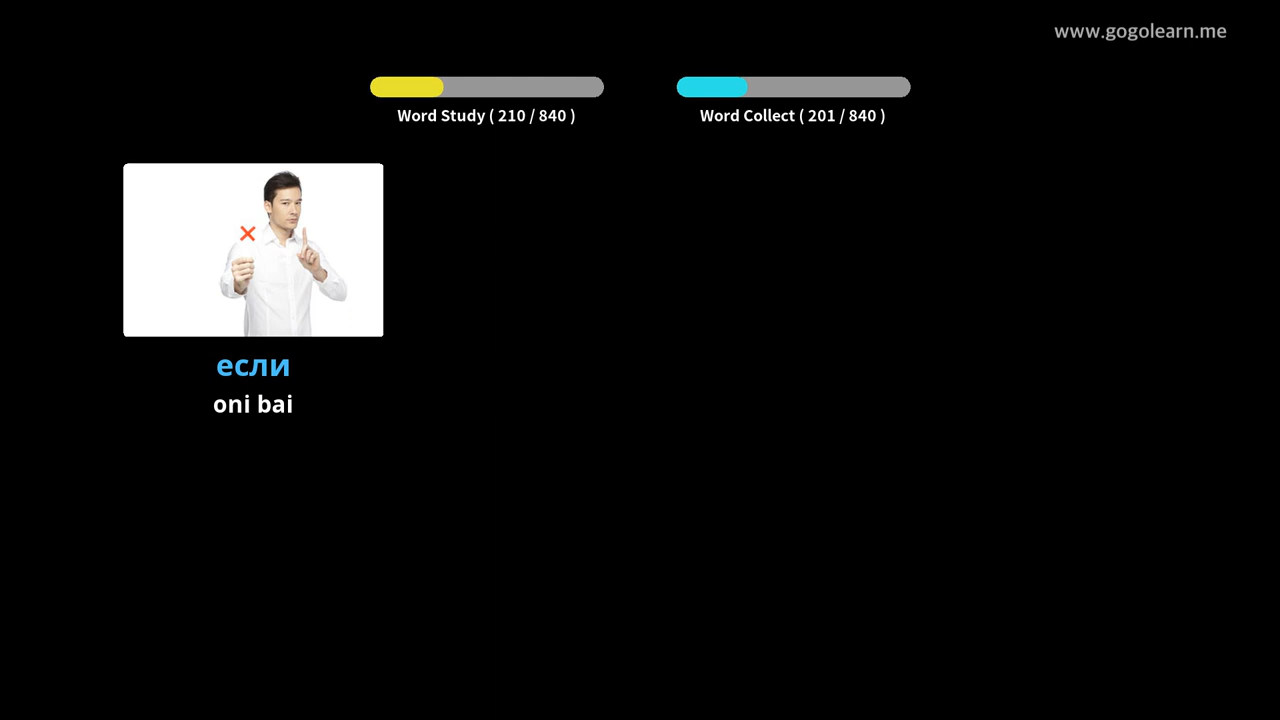 www.gogolearn.me
Word Study ( 210 / 840 )
Word Collect ( 201 / 840 )
если
oni bai